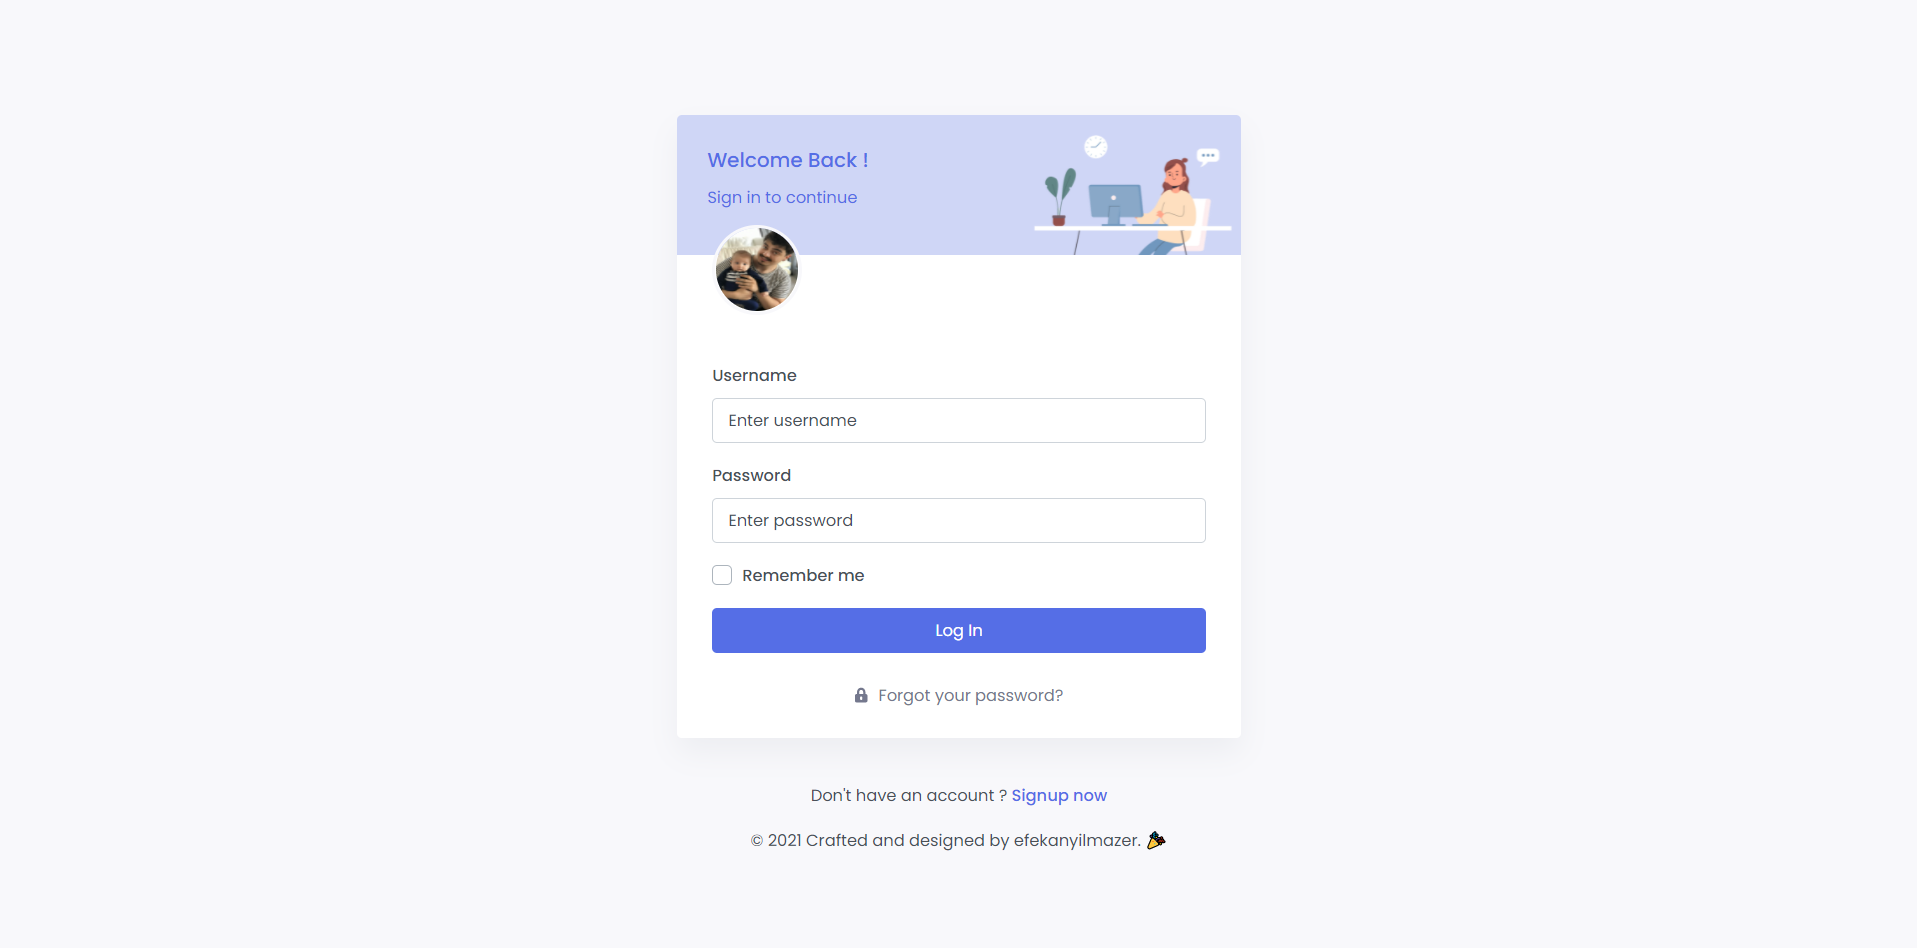 Welcome Back !
Sign in to continue
Username
Enter username
Password
Enter password
Remember me
Log In
Forgot your password?
Don't have an account ? Signup now
© 2021 Crafted and designed by efekanyilmazer. 🎉